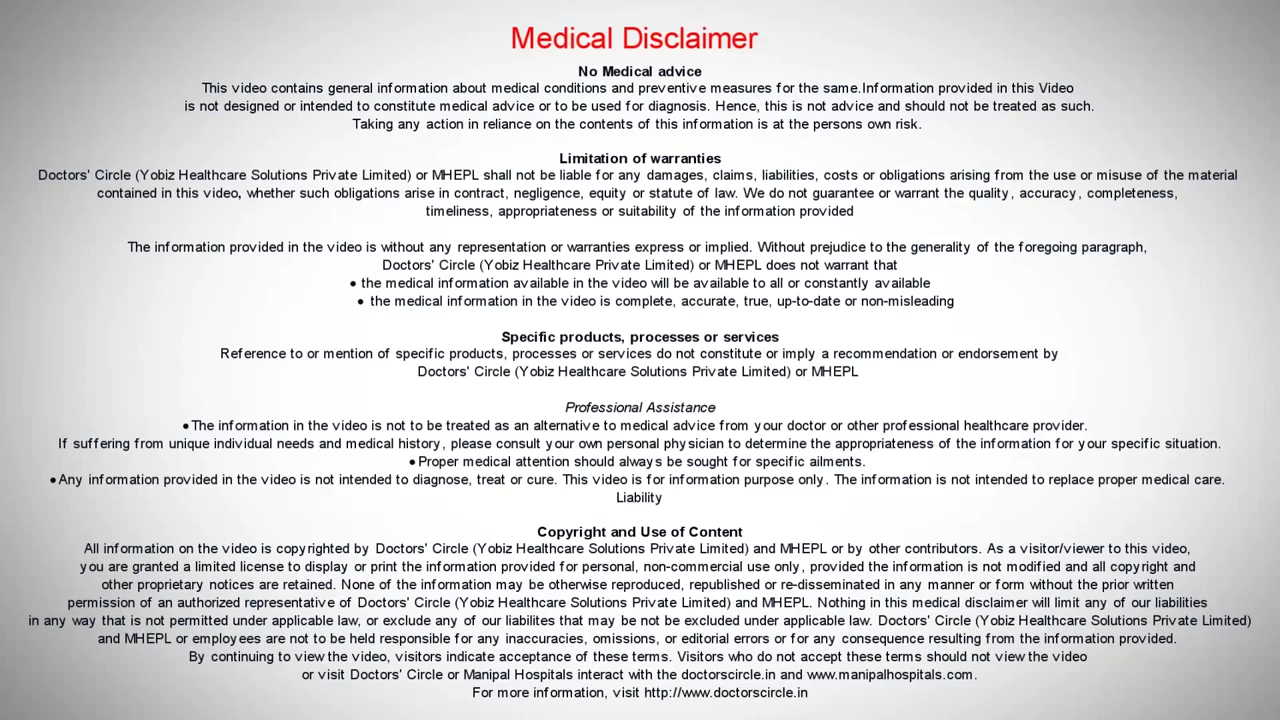 Medical Disclaimer
No Medical advice
This video contains general information about medical conditions and preventive measures for the same.Information provided in this Video
is not designed or intended to constitute medical advice or to be used for diagnosis. Hence, this is not advice and should not be treated as such.
Taking any action in reliance on the contents of this information is at the persons own risk.
Limitation of warranties
Doctors' Circle (Yobiz Healthcare Solutions Private Limited) or MHEPL shall not be liable for any damages, claims, liabilities, costs or obligations arising from the use or misuse of the material
contained in this video, whether such obligations arise in contract, negligence, equity or statute of law. We do not guarantee or warrant the quality, accuracy, completeness,
timeliness, appropriateness or suitability of the information provided
The information provided in the video is without any representation or warranties express or implied. Without prejudice to the generality of the foregoing paragraph,
Doctors' Circle (Yobiz Healthcare Private Limited) or MHEPL does not warrant that
• the medical information available in the video will be available to all or constantly available
• the medical information in the video is complete, accurate, true, up-to-date or non-misleading
Specific products, processes or services
Reference to or mention of specific products, processes or services do not constitute or imply a recommendation or endorsement by
Doctors' Circle (Yobiz Healthcare Solutions Private Limited) or MHEPL
Professional Assistance
•The information in the video is not to be treated as an alternative to medical advice from your doctor or other professional healthcare provider.
If suffering from unique individual needs and medical history, please consult your own personal physician to determine the appropriateness of the information for your specific situation.
•Proper medical attention should always be sought for specific ailments.
•Any information provided in the video is not intended to diagnose, treat or cure. This video is for information purpose only. The information is not intended to replace proper medical care.
Liability
Copyright and Use of Content
All information on the video is copyrighted by Doctors' Circle (Yobiz Healthcare Solutions Private Limited) and MHEPL or by other contributors. As a visitor/viewer to this video,
you are granted a limited license to display or print the information provided for personal, non-commercial use only, provided the information is not modified and all copyright and
other proprietary notices are retained. None of the information may be otherwise reproduced, republished or re-disseminated in any manner or form without the prior written
permission of an authorized representative of Doctors' Circle (Yobiz Healthcare Solutions Private Limited) and MHEPL. Nothing in this medical disclaimer will limit any of our liabilities
in any way that is not permitted under applicable law, or exclude any of our liabilites that may be not be excluded under applicable law. Doctors' Circle (Yobiz Healthcare Solutions Private Limited)
and MHEPL or employees are not to be held responsible for any inaccuracies, omissions, or editorial errors or for any consequence resulting from the information provided.
By continuing to view the video, visitors indicate acceptance of these terms. Visitors who do not accept these terms should not view the video
or visit Doctors' Circle or Manipal Hospitals interact with the doctorscircle.in and www.manipalhospitals.com.
For more information, visit http://www.doctorscircle.in